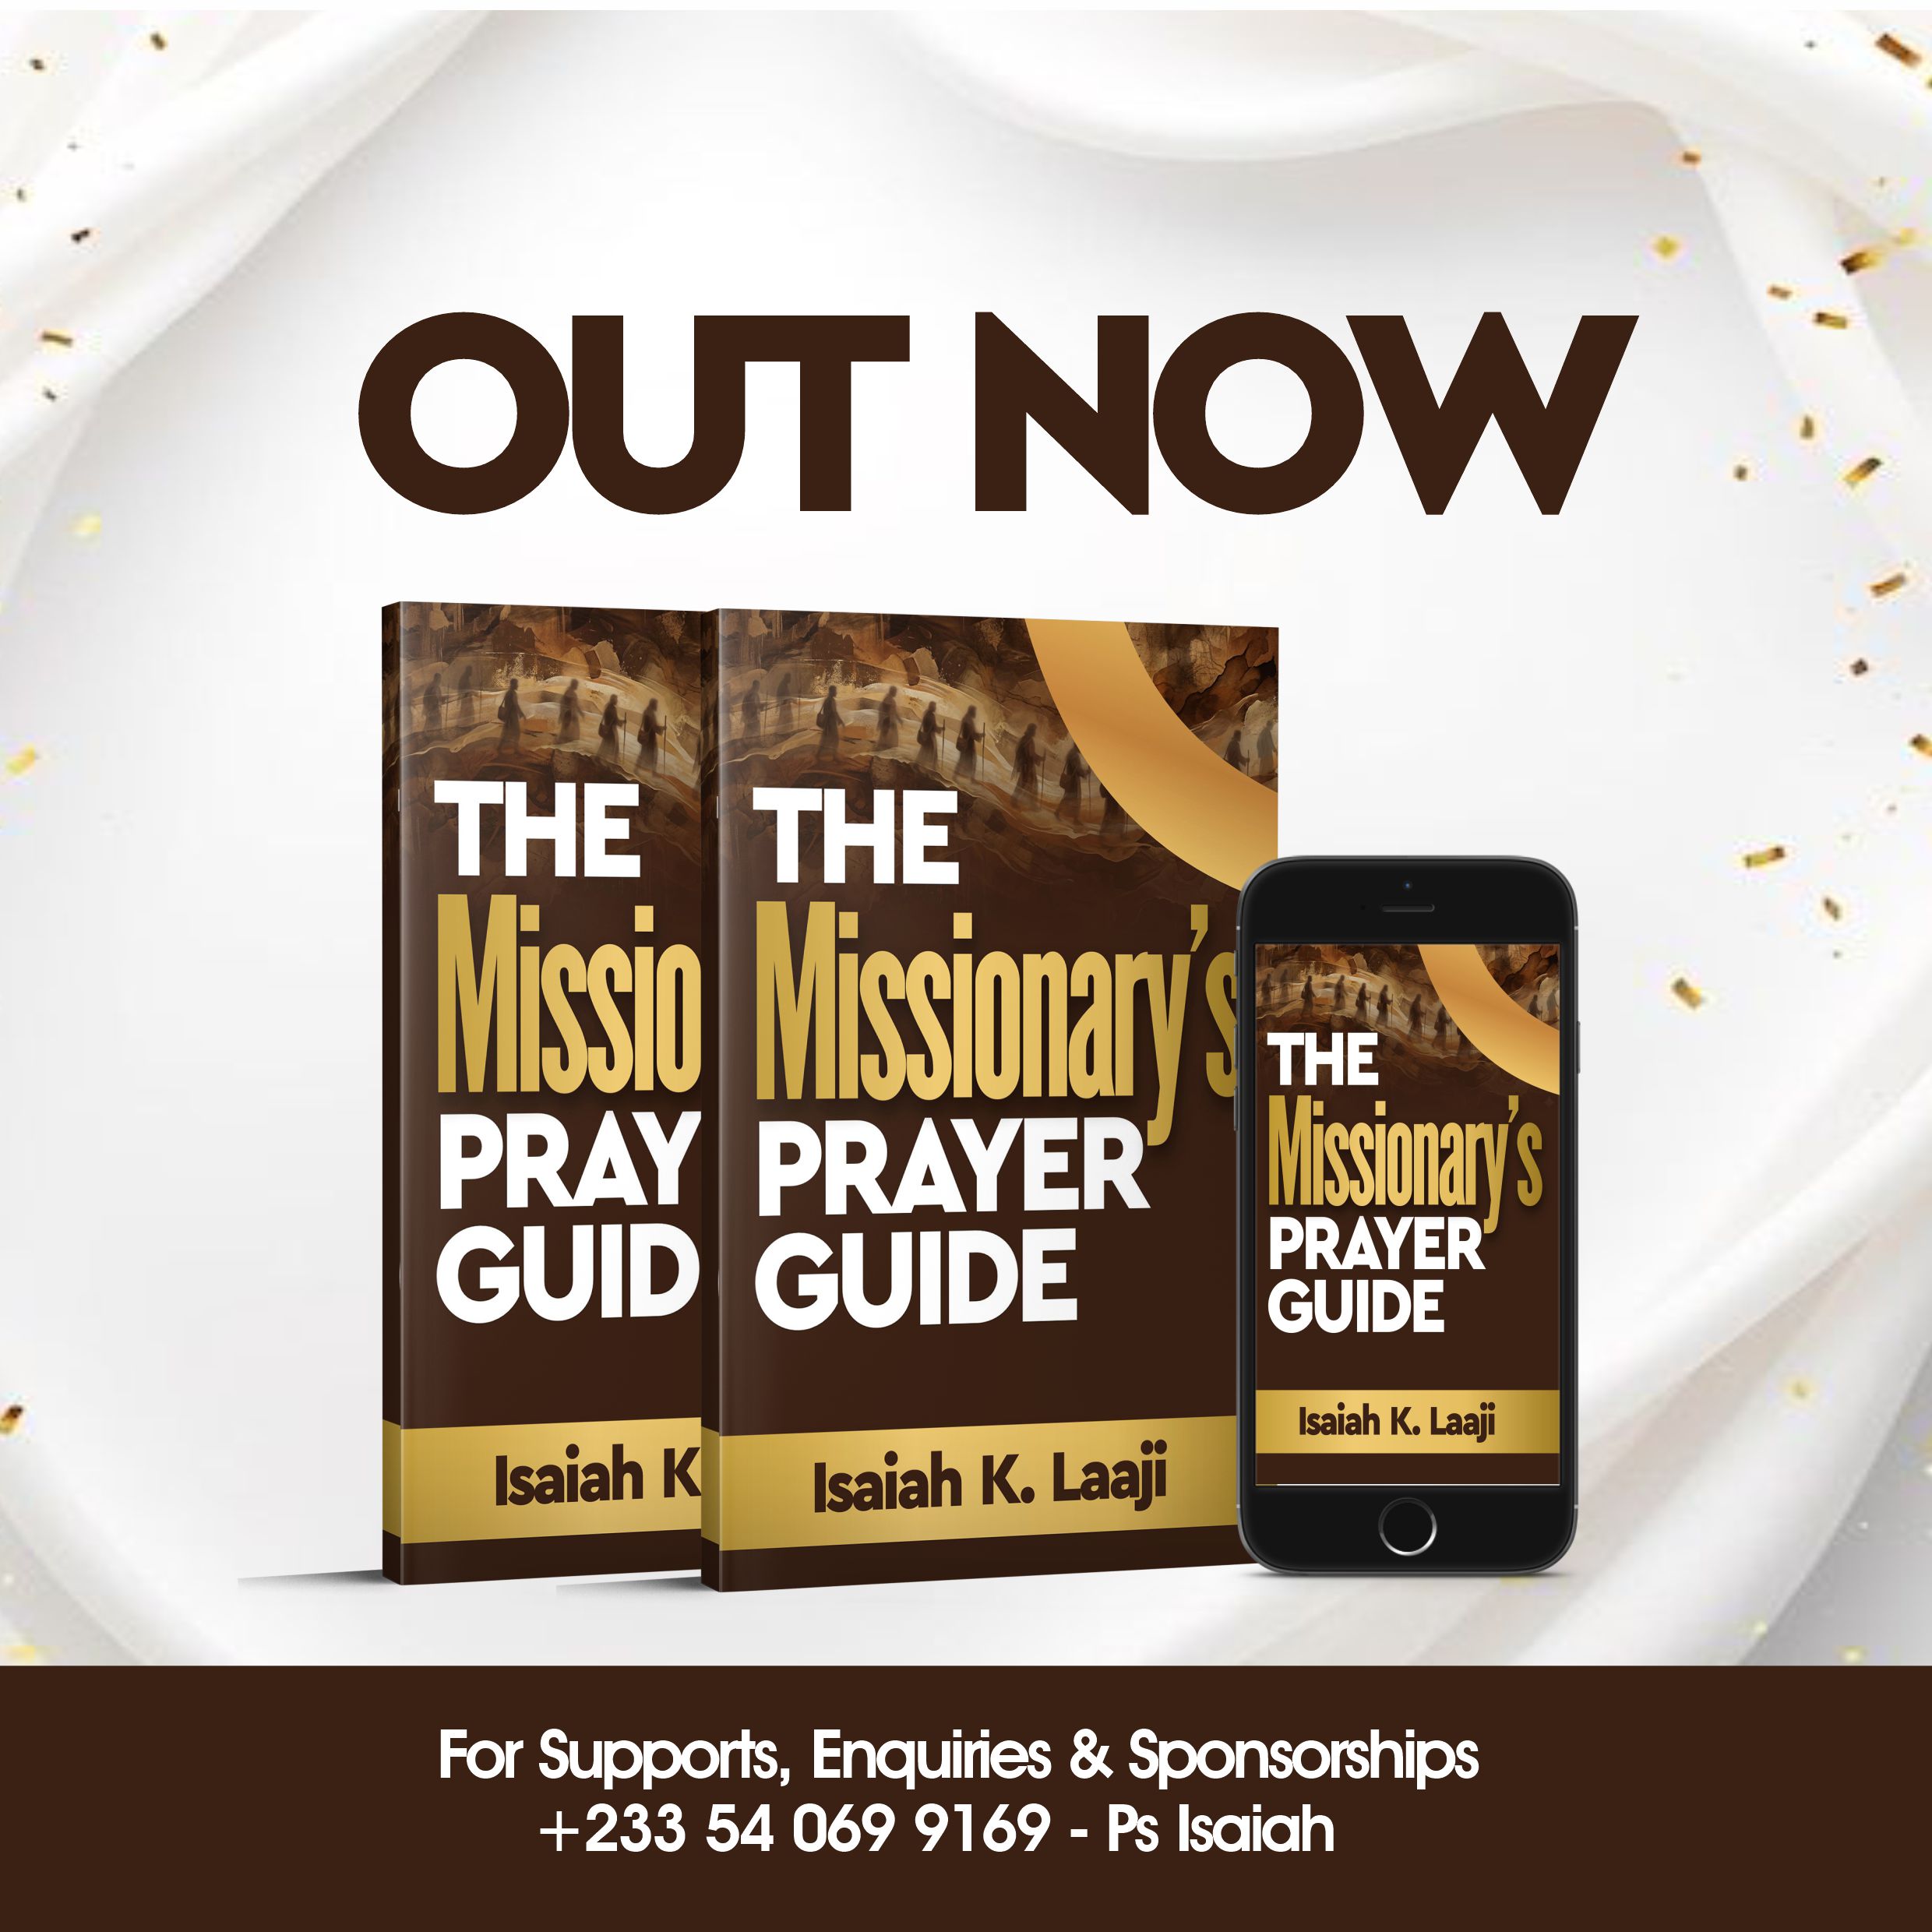 OUT NOW
THE
Missio
PRAY
GUID
Isaiah K
THE
Missionary's
PRAYER
GUIDE
Isaiah K. Laaji
THE
Missionary's
PRAYER
GUIDE
Isaiah K. Laaji
For Supports, Enquiries & Sponsorships
+233 54 069 9169 - Ps Isaiah